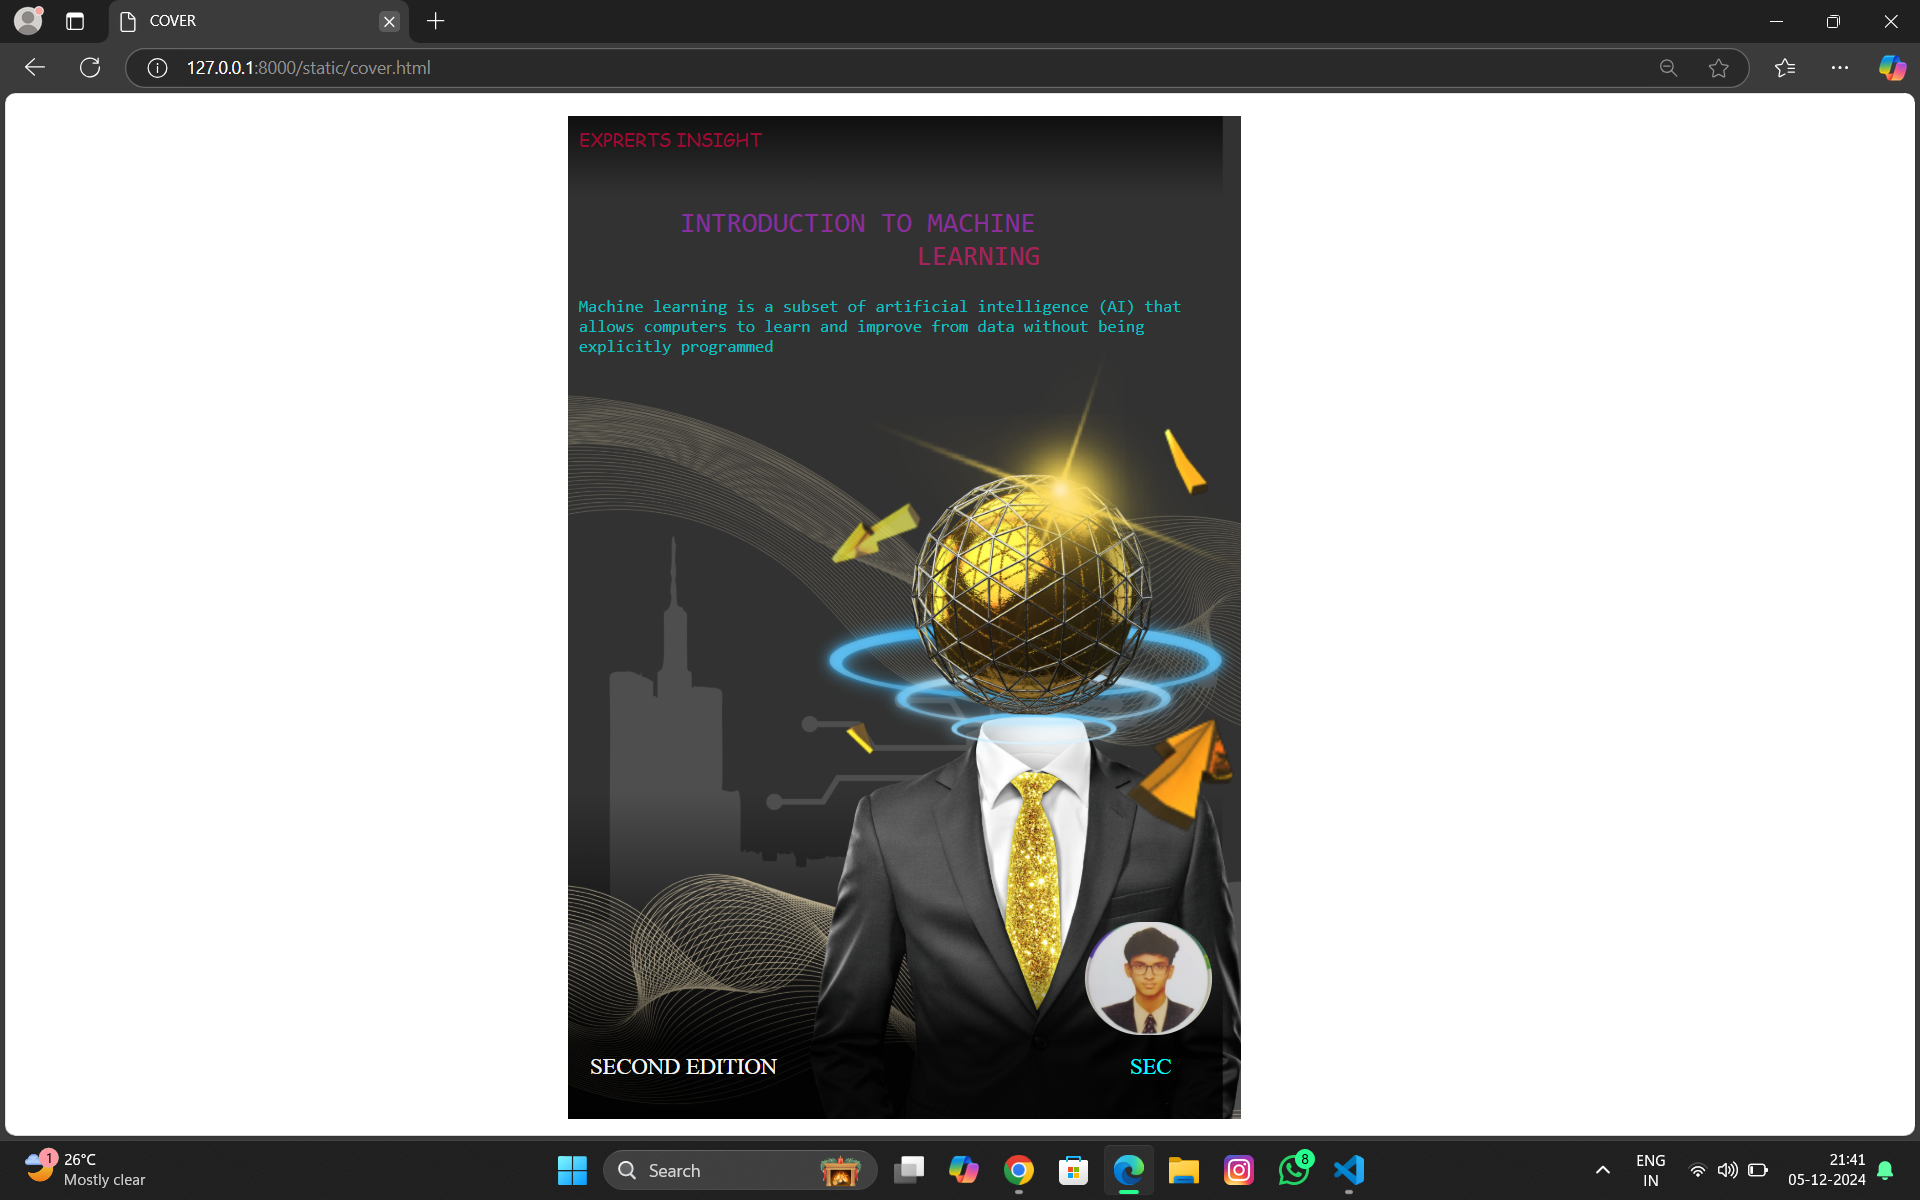 COVER
127.0.0.1:8000/static/cover.html
EXPRERTS INSIGHT
INTRODUCTION TO MACHINE
LEARNING
Machine learning is a subset of artificial intelligence (AI) that
allows computers to learn and improve from data without being
explicitly programmed
SECOND EDITION
SEC
1
26°C
Mostly clear
Search
8
ENG
IN
21:41
05-12-2024